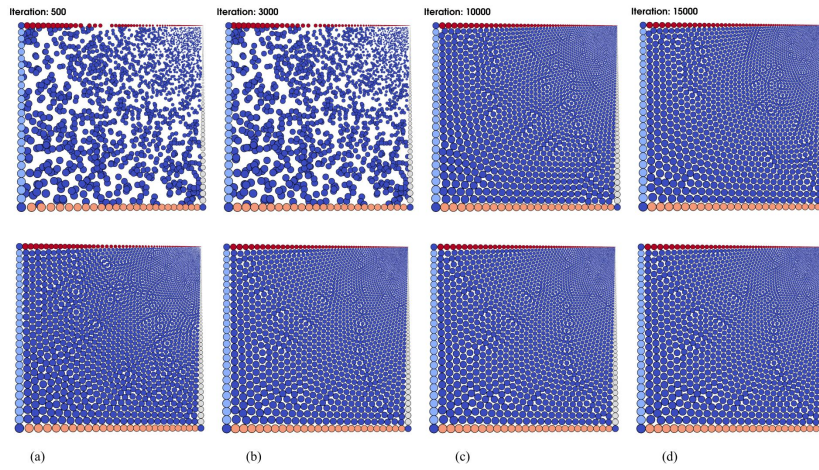 Iteration: 500
Iteration: 3000
Iteration: 10000
Iteration: 15000
(a)
(b)
(c)
(d)